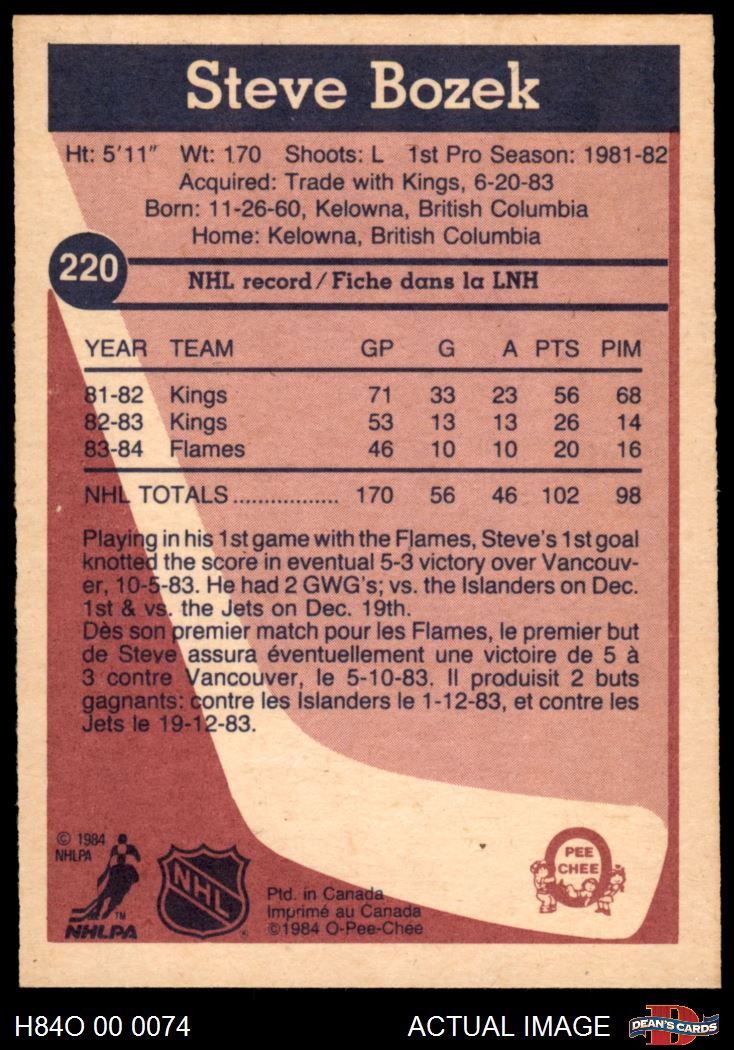 Steve Bozek
Ht: 5'11" Wt: 170 Shoots: L 1st Pro Season: 1981-82
Acquired: Trade with Kings, 6-20-83
Born: 11-26-60, Kelowna, British Columbia
Home: Kelowna, British Columbia
220
NHL record/Fiche dans la LNH
YEAR TEAM GP G A PTS PIM
81-82 Kings 71 33 23 56 68
82-83 Kings 53 13 13 26 14
83-84 Flames 46 10 10 20 16
NHL TOTALS ................. 170 56 46 102 98
Playing in his 1st game with the Flames, Steve's 1st goal
knotted the score in eventual 5-3 victory over Vancouv-
er, 10-5-83. He had 2 GWG's; vs. the Islanders on Dec.
1st & vs. the Jets on Dec. 19th.
Dès son premier match pour les Flames, le premier but
de Steve assura éventuellement une victoire de 5 à
3 contre Vancouver, le 5-10-83. Il produisit 2 buts
gagnants: contre les Islanders le 1-12-83, et contre les
Jets le 19-12-83.
© 1984
NHLPA
TM
NHLPA
NHL
®
Ptd. in Canada
Imprimé au Canada
©1984 O-Pee-Chee
PEE
CHEE
H84O 00 0074
ACTUAL IMAGE
DEAN'S CARDS